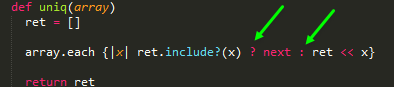 def uniq(array)
ret = []
array.each {|x| ret.include?(x) ? next : ret << x}
return ret